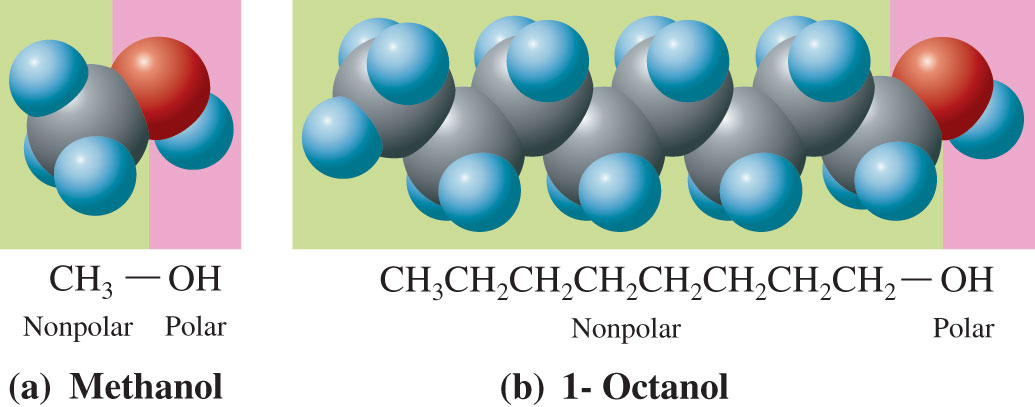 CH₃ — OH
Nonpolar Polar
(a) Methanol
CH₃CH₂CH₂CH₂CH₂CH₂CH₂CH₂ — OH
Nonpolar Polar
(b) 1- Octanol